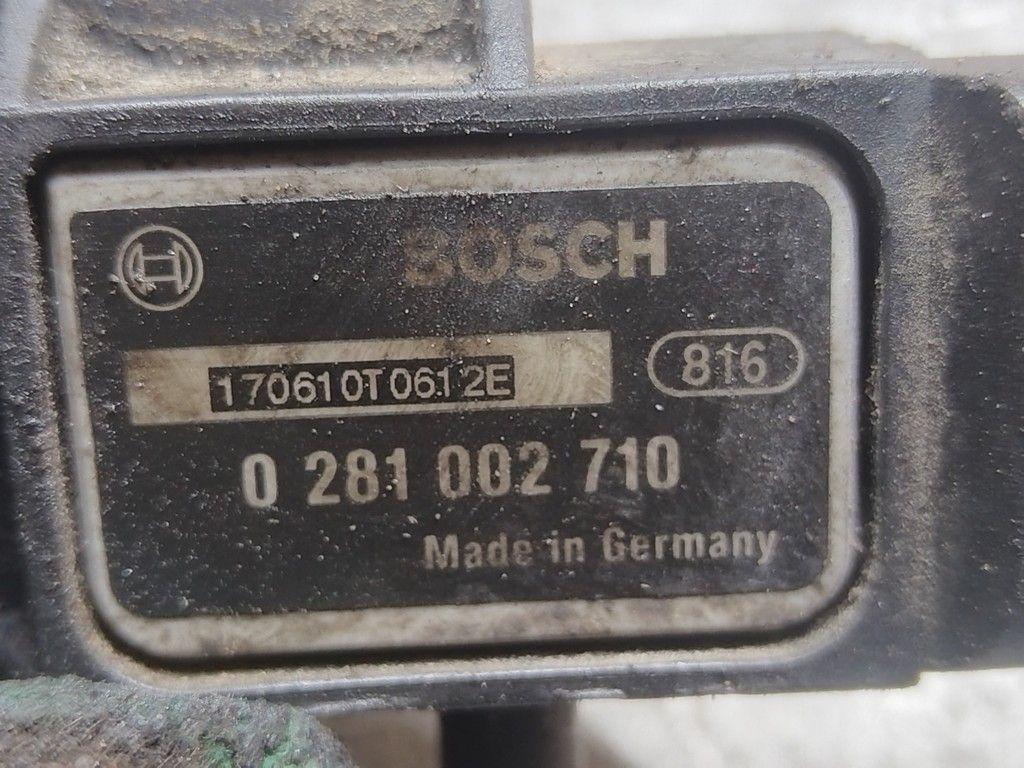 BOSCH
170610T0612E
816
0 281 002 710
Made in Germany